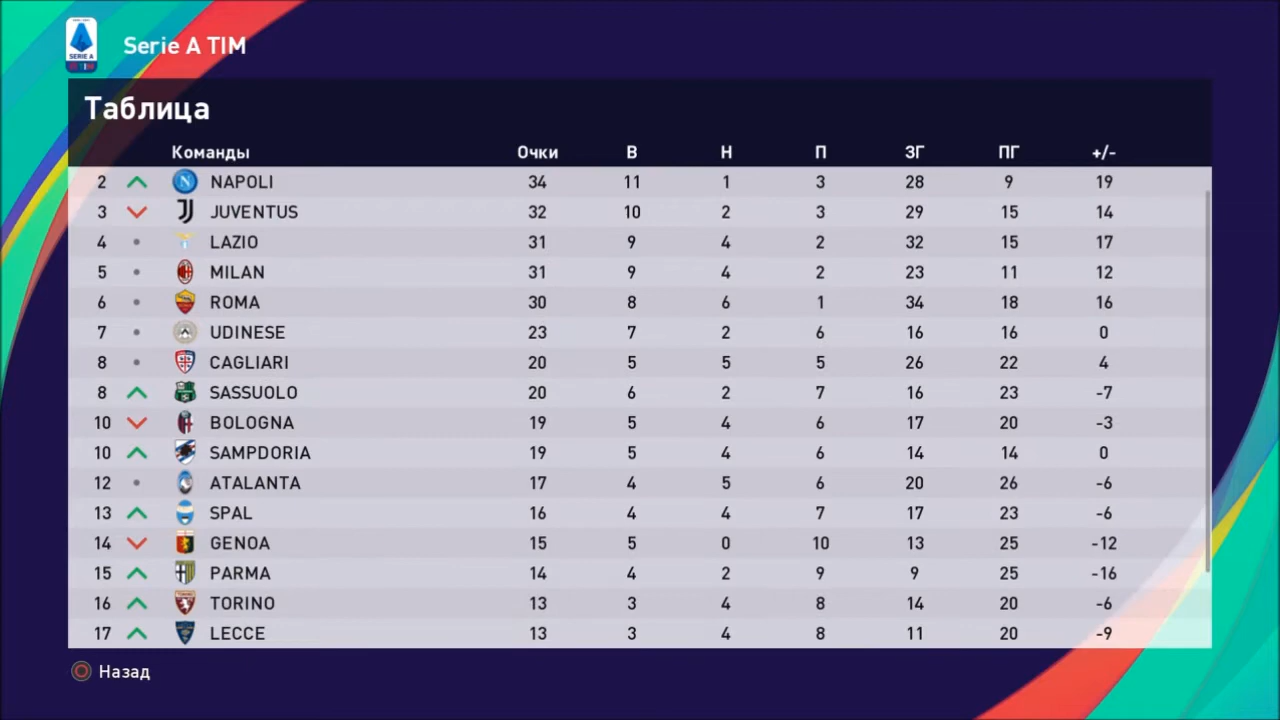 SERIE A
TIM
Serie A TIM
Таблица
Команды Очки В Н П ЗГ ПГ +/-
2 NAPOLI 34 11 1 3 28 9 19
3 JUVENTUS 32 10 2 3 29 15 14
4 LAZIO 31 9 4 2 32 15 17
5 MILAN 31 9 4 2 23 11 12
6 ROMA 30 8 6 1 34 18 16
7 UDINESE 23 7 2 6 16 16 0
8 CAGLIARI 20 5 5 5 26 22 4
8 SASSUOLO 20 6 2 7 16 23 -7
10 BOLOGNA 19 5 4 6 17 20 -3
10 SAMPDORIA 19 5 4 6 14 14 0
12 ATALANTA 17 4 5 6 20 26 -6
13 SPAL 16 4 4 7 17 23 -6
14 GENOA 15 5 0 10 13 25 -12
15 PARMA 14 4 2 9 9 25 -16
16 TORINO 13 3 4 8 14 20 -6
17 LECCE 13 3 4 8 11 20 -9
Назад